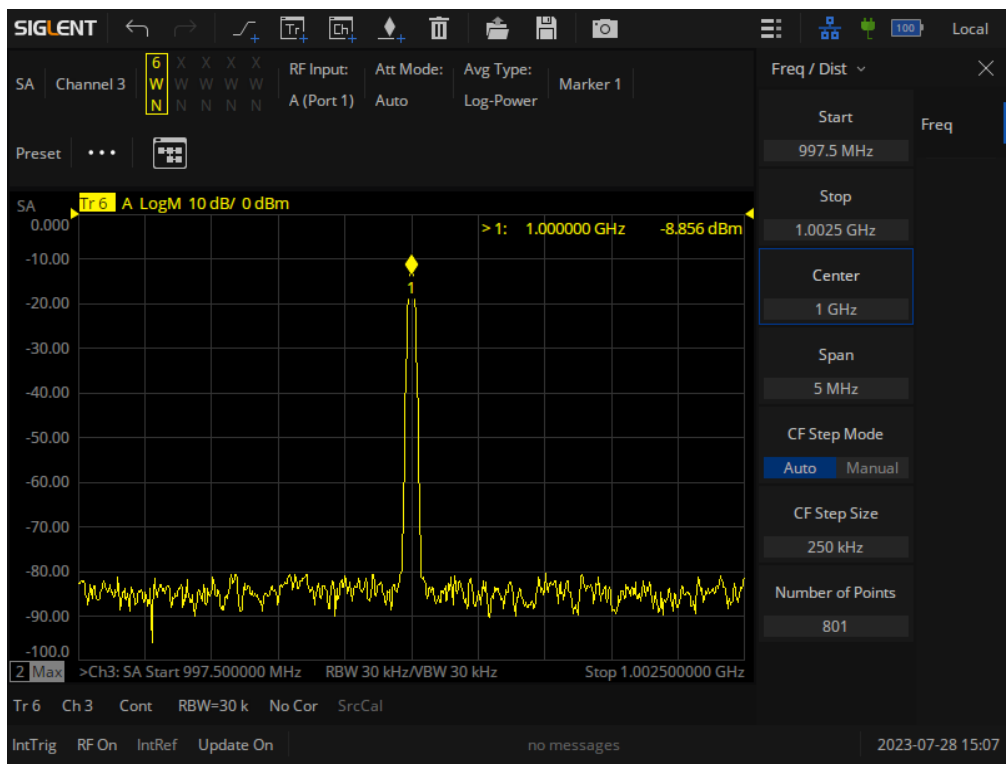 SIGLENT
Tr
Ch
100
Local
SA
Channel 3
6 X X X X
W W W W W
N N N N N
RF Input:
A (Port 1)
Att Mode:
Auto
Avg Type:
Log-Power
Marker 1
Preset
Freq / Dist
Start
997.5 MHz
Stop
1.0025 GHz
Center
1 GHz
Span
5 MHz
CF Step Mode
Auto Manual
CF Step Size
250 kHz
Number of Points
801
Freq
SA
Tr 6 A LogM 10 dB/ 0 dBm
> 1: 1.000000 GHz -8.856 dBm
1
0.000
-10.00
-20.00
-30.00
-40.00
-50.00
-60.00
-70.00
-80.00
-90.00
-100.0
2 Max >Ch3: SA Start 997.500000 MHz RBW 30 kHz/VBW 30 kHz Stop 1.002500000 GHz
Tr 6 Ch 3 Cont RBW=30 k No Cor SrcCal
IntTrig RF On IntRef Update On no messages 2023-07-28 15:07